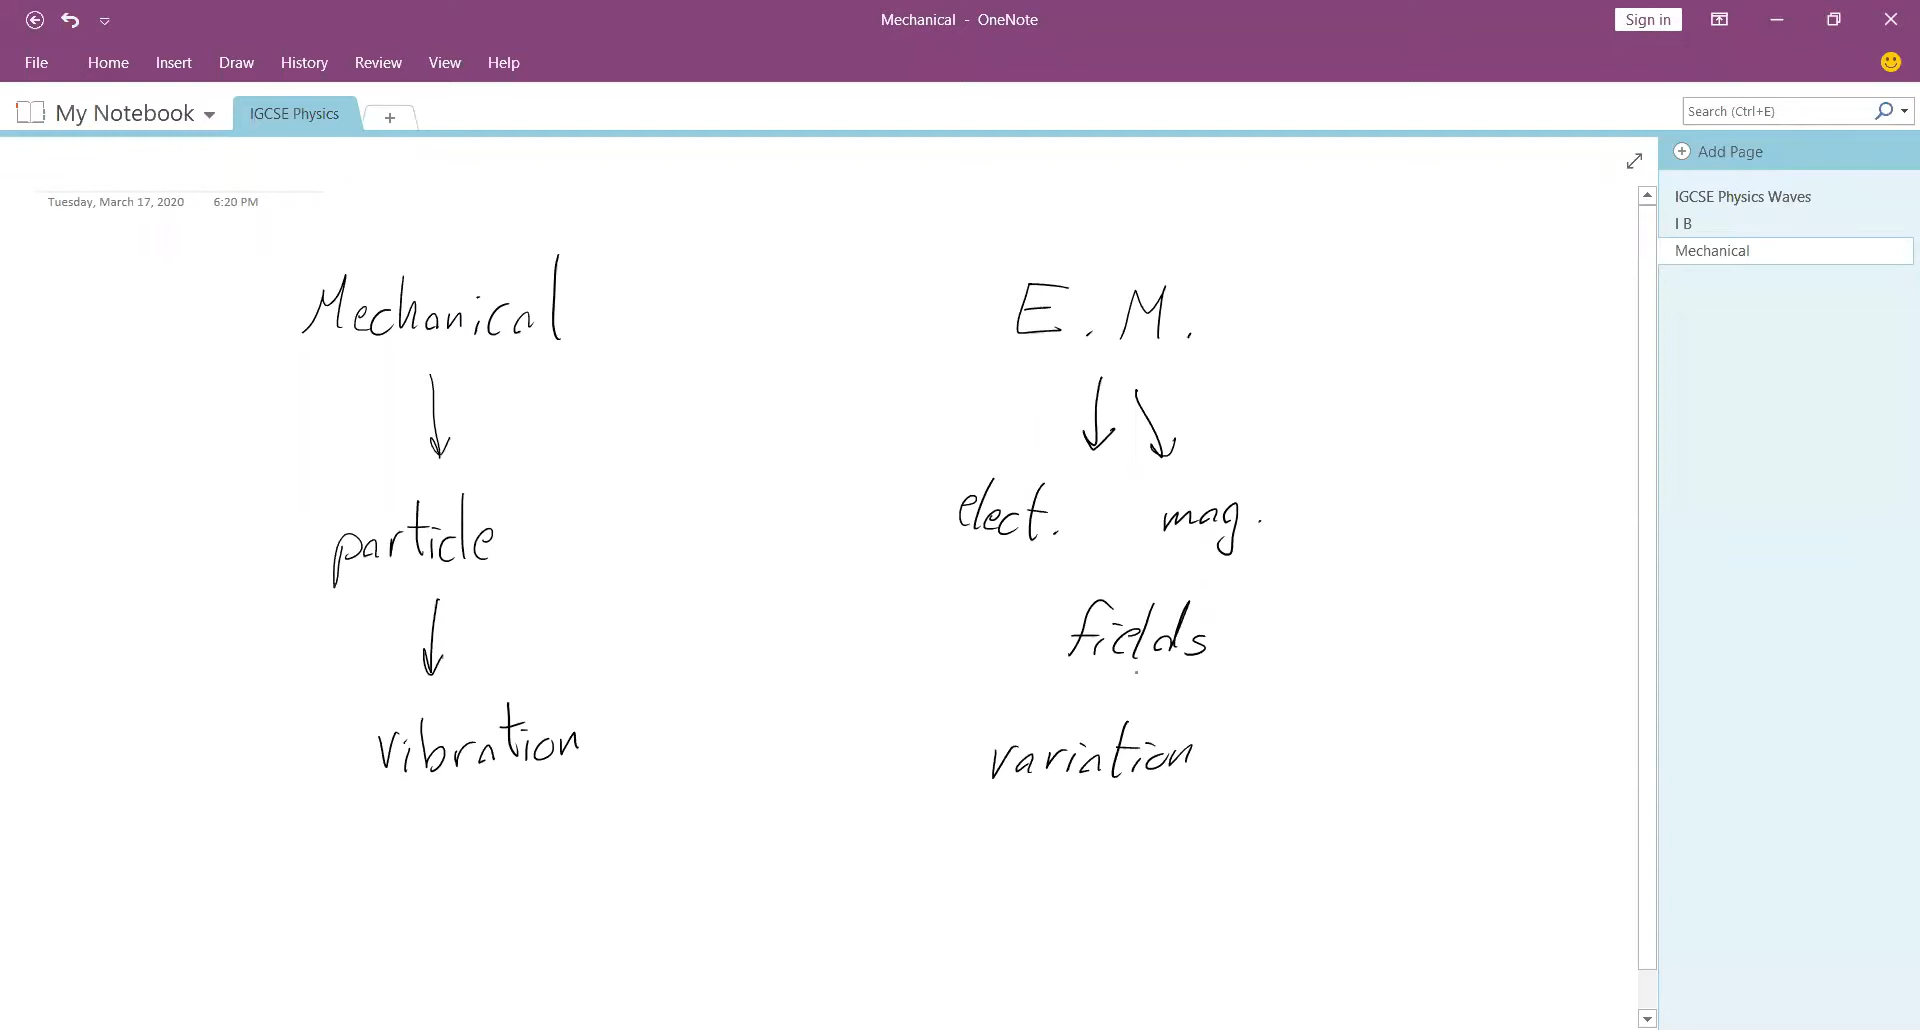 Mechanical - OneNote
Sign in
File Home Insert Draw History Review View Help
My Notebook
IGCSE Physics
+
Search (Ctrl+E)
Add Page
Tuesday, March 17, 2020 6:20 PM
IGCSE Physics Waves
I B
Mechanical
Mechanical
particle
vibration
E. M.
elect. mag.
fields
variation